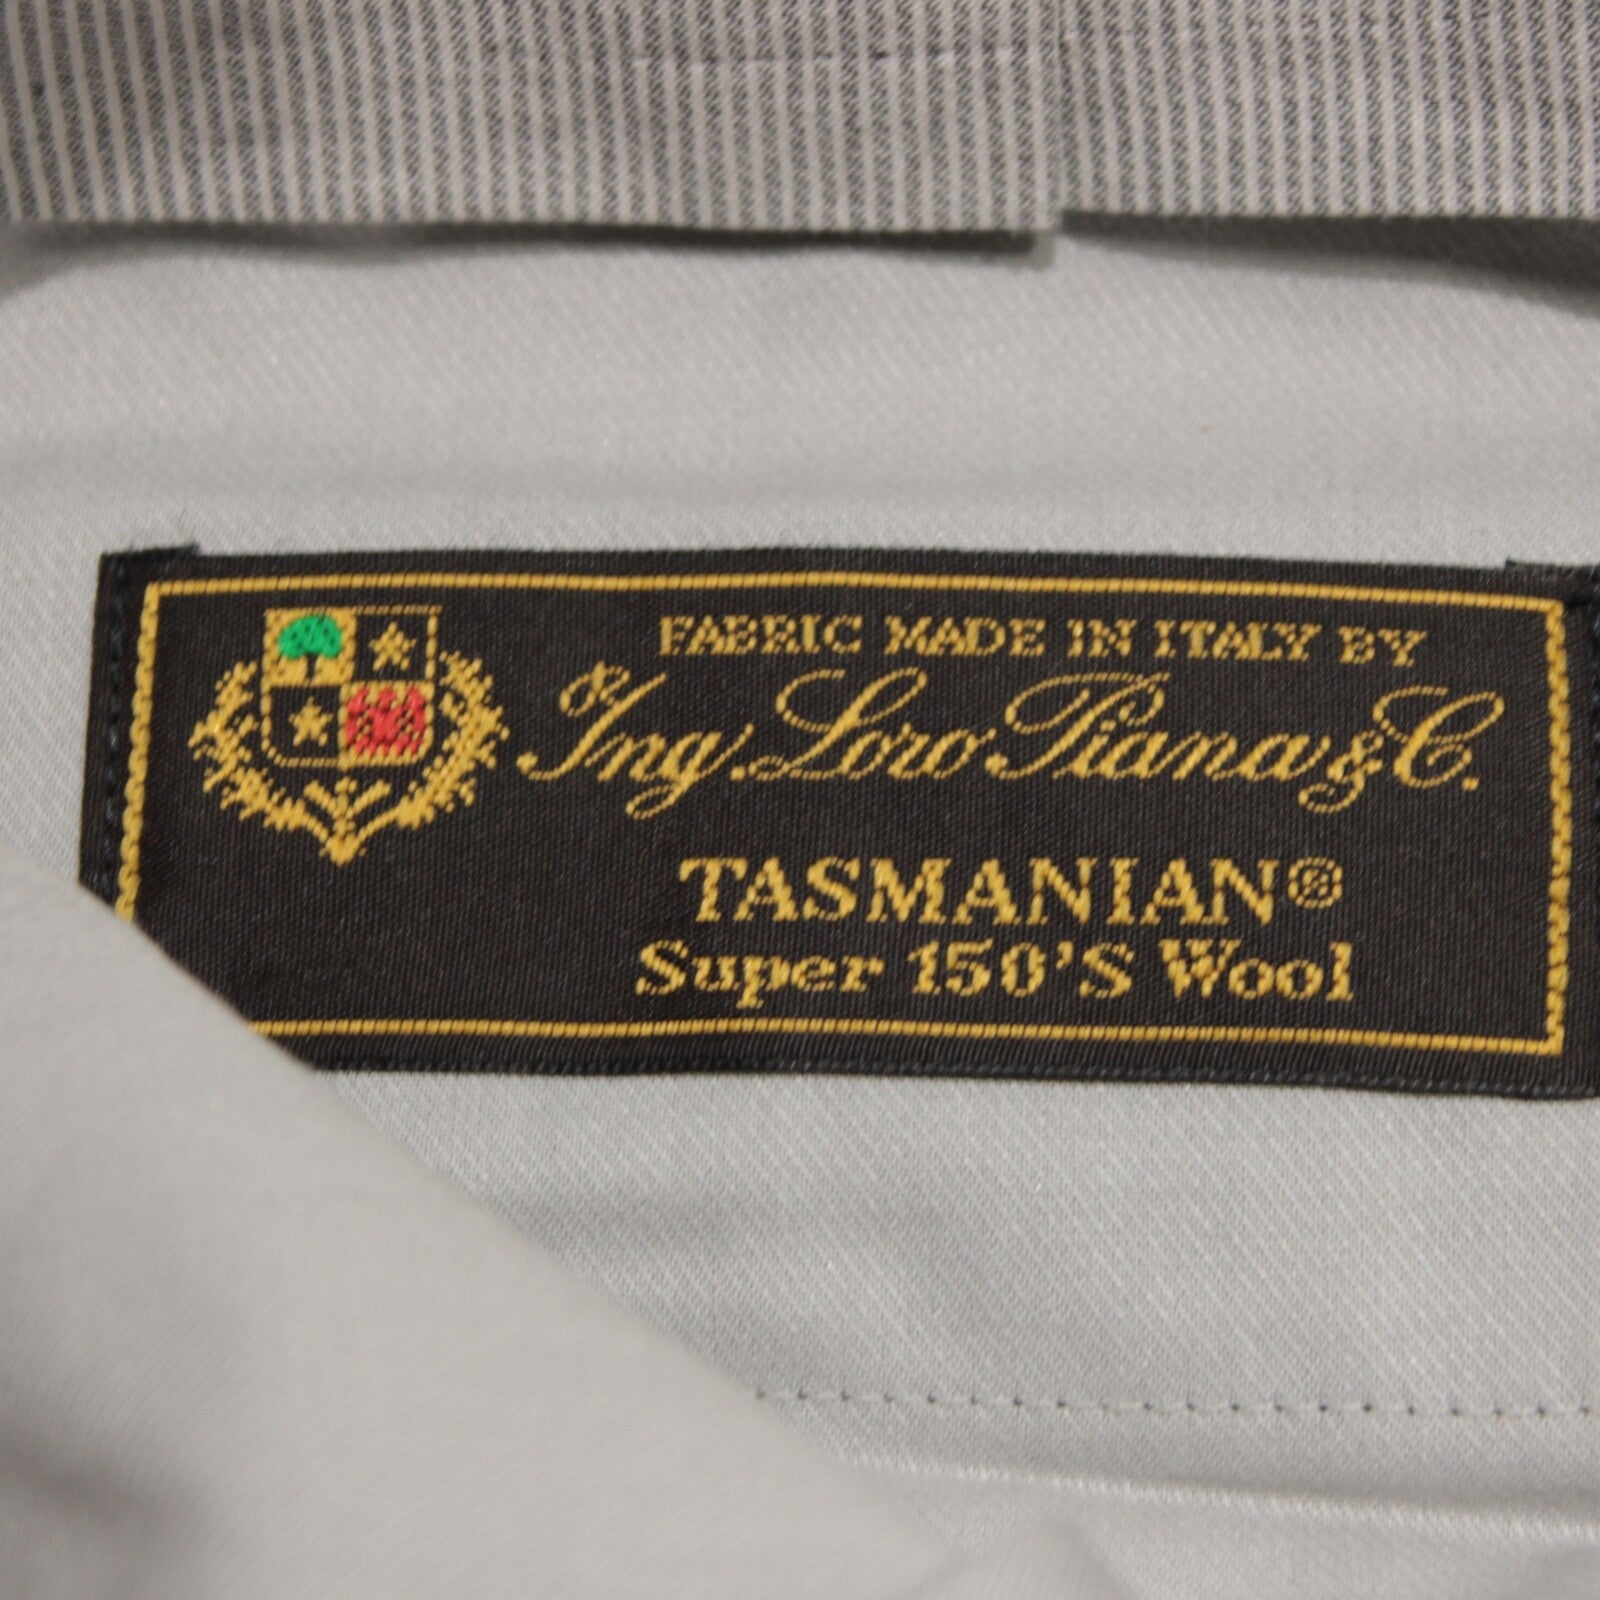 FABRIC MADE IN ITALY BY
Ing. Loro Piana & C.
TASMANIAN®
Super 150'S Wool